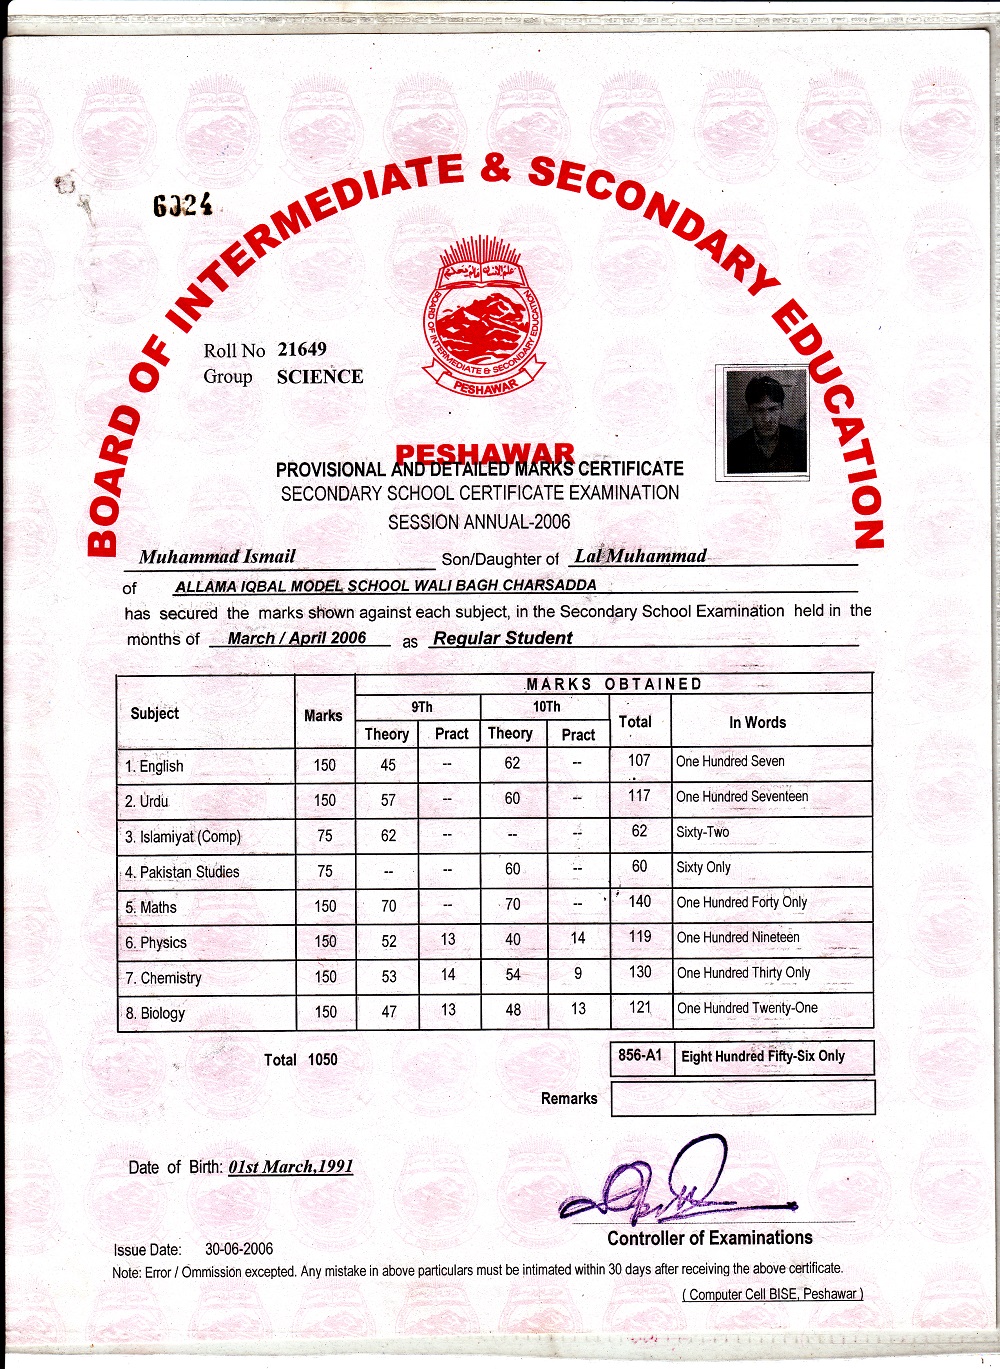 6024
BOARD OF INTERMEDIATE & SECONDARY EDUCATION
علم الانسان مالم يعلم
BOARD OF INTERMEDIATE & SECONDARY EDUCATION
PESHAWAR
Roll No 21649
Group SCIENCE
PESHAWAR
PROVISIONAL AND DETAILED MARKS CERTIFICATE
SECONDARY SCHOOL CERTIFICATE EXAMINATION
SESSION ANNUAL-2006
Muhammad Ismail Son/Daughter of Lal Muhammad
of ALLAMA IQBAL MODEL SCHOOL WALI BAGH CHARSADDA
has secured the marks shown against each subject, in the Secondary School Examination held in the
months of March / April 2006 as Regular Student
Subject Marks MARKS OBTAINED
9Th 10Th Total In Words
Theory Pract Theory Pract
1. English 150 45 -- 62 -- 107 One Hundred Seven
2. Urdu 150 57 -- 60 -- 117 One Hundred Seventeen
3. Islamiyat (Comp) 75 62 -- -- -- 62 Sixty-Two
4. Pakistan Studies 75 -- -- 60 -- 60 Sixty Only
5. Maths 150 70 -- 70 -- 140 One Hundred Forty Only
6. Physics 150 52 13 40 14 119 One Hundred Nineteen
7. Chemistry 150 53 14 54 9 130 One Hundred Thirty Only
8. Biology 150 47 13 48 13 121 One Hundred Twenty-One
Total 1050 856-A1 Eight Hundred Fifty-Six Only
Remarks
Date of Birth: 01st March,1991
Controller of Examinations
Issue Date: 30-06-2006
Note: Error / Ommission excepted. Any mistake in above particulars must be intimated within 30 days after receiving the above certificate.
( Computer Cell BISE, Peshawar )